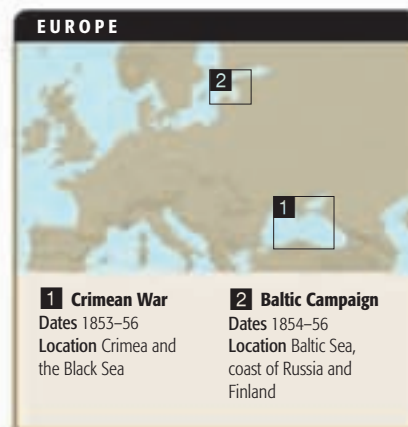 EUROPE
2
1
1 Crimean War
Dates 1853–56
Location Crimea and
the Black Sea
2 Baltic Campaign
Dates 1854–56
Location Baltic Sea,
coast of Russia and
Finland